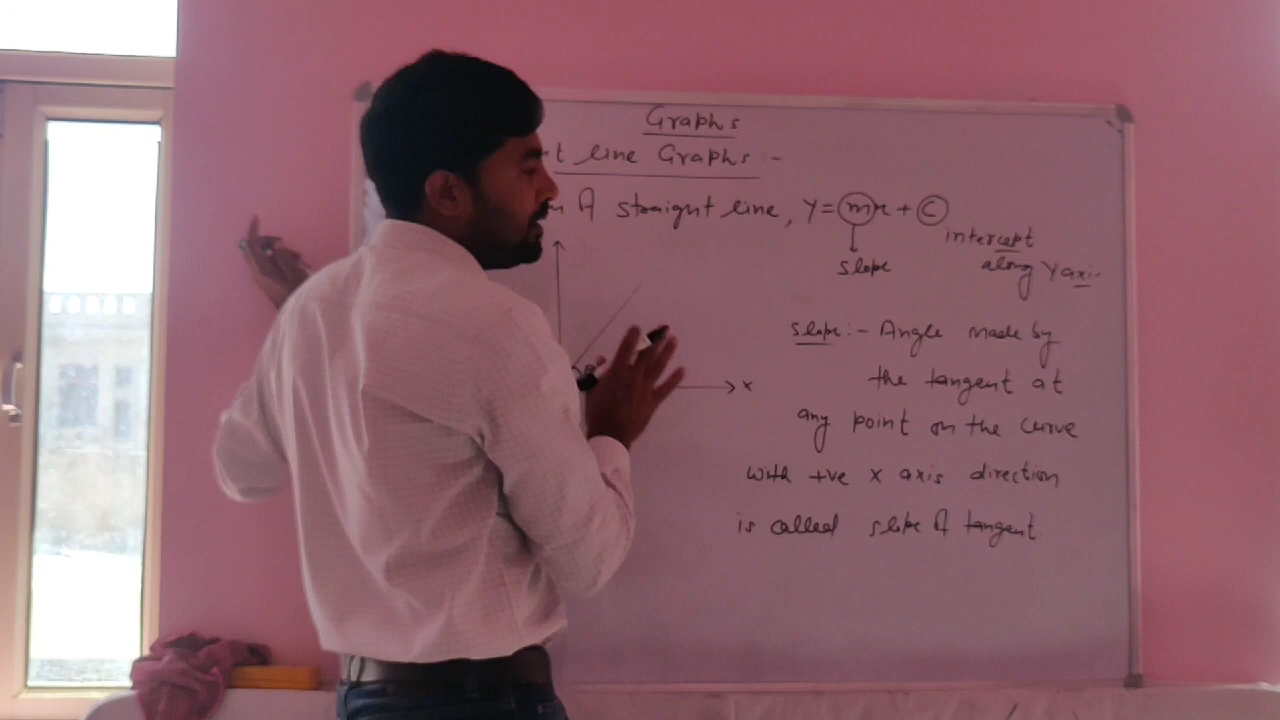 Graphs
t line Graphs :-
n of straight line, y = mx + c
intercept
slope along y axis
x
slope :- Angle made by
the tangent at
any point on the curve
with +ve x axis direction
is called slope of tangent